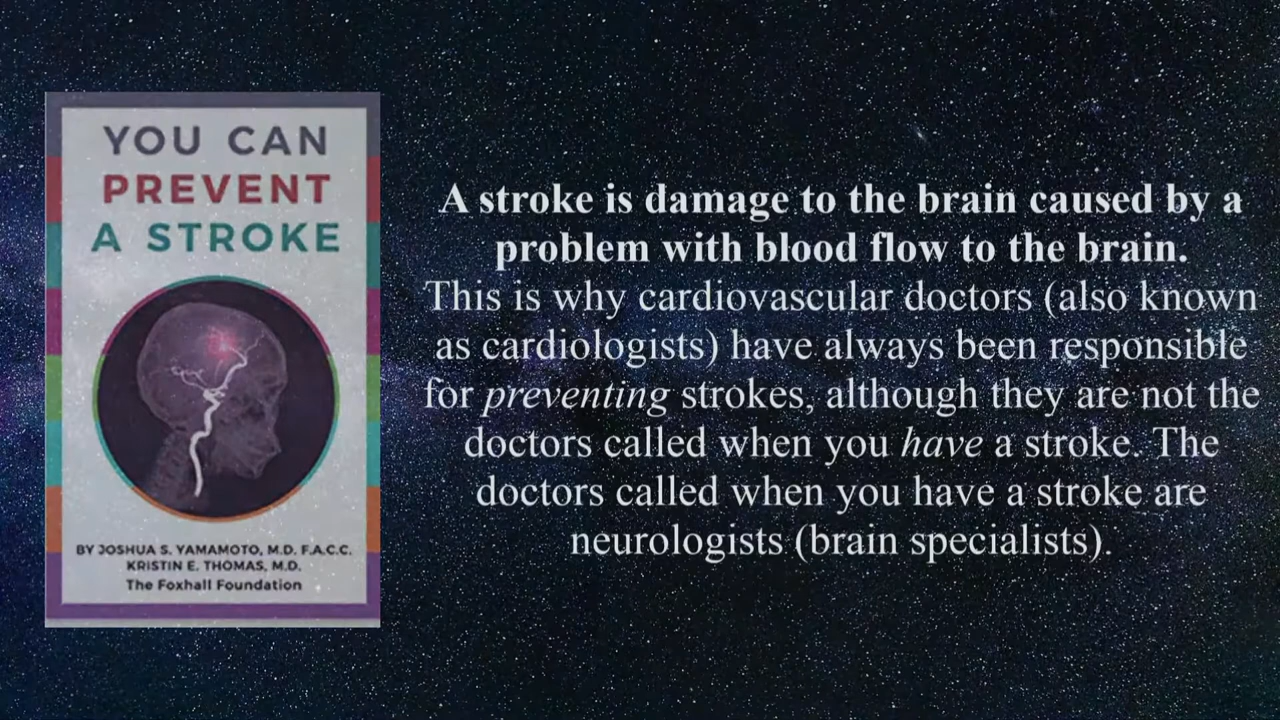 YOU CAN
PREVENT
A STROKE
BY JOSHUA S. YAMAMOTO, M.D. F.A.C.C.
KRISTIN E. THOMAS, M.D.
The Foxhall Foundation
A stroke is damage to the brain caused by a
problem with blood flow to the brain.
This is why cardiovascular doctors (also known
as cardiologists) have always been responsible
for preventing strokes, although they are not the
doctors called when you have a stroke. The
doctors called when you have a stroke are
neurologists (brain specialists).